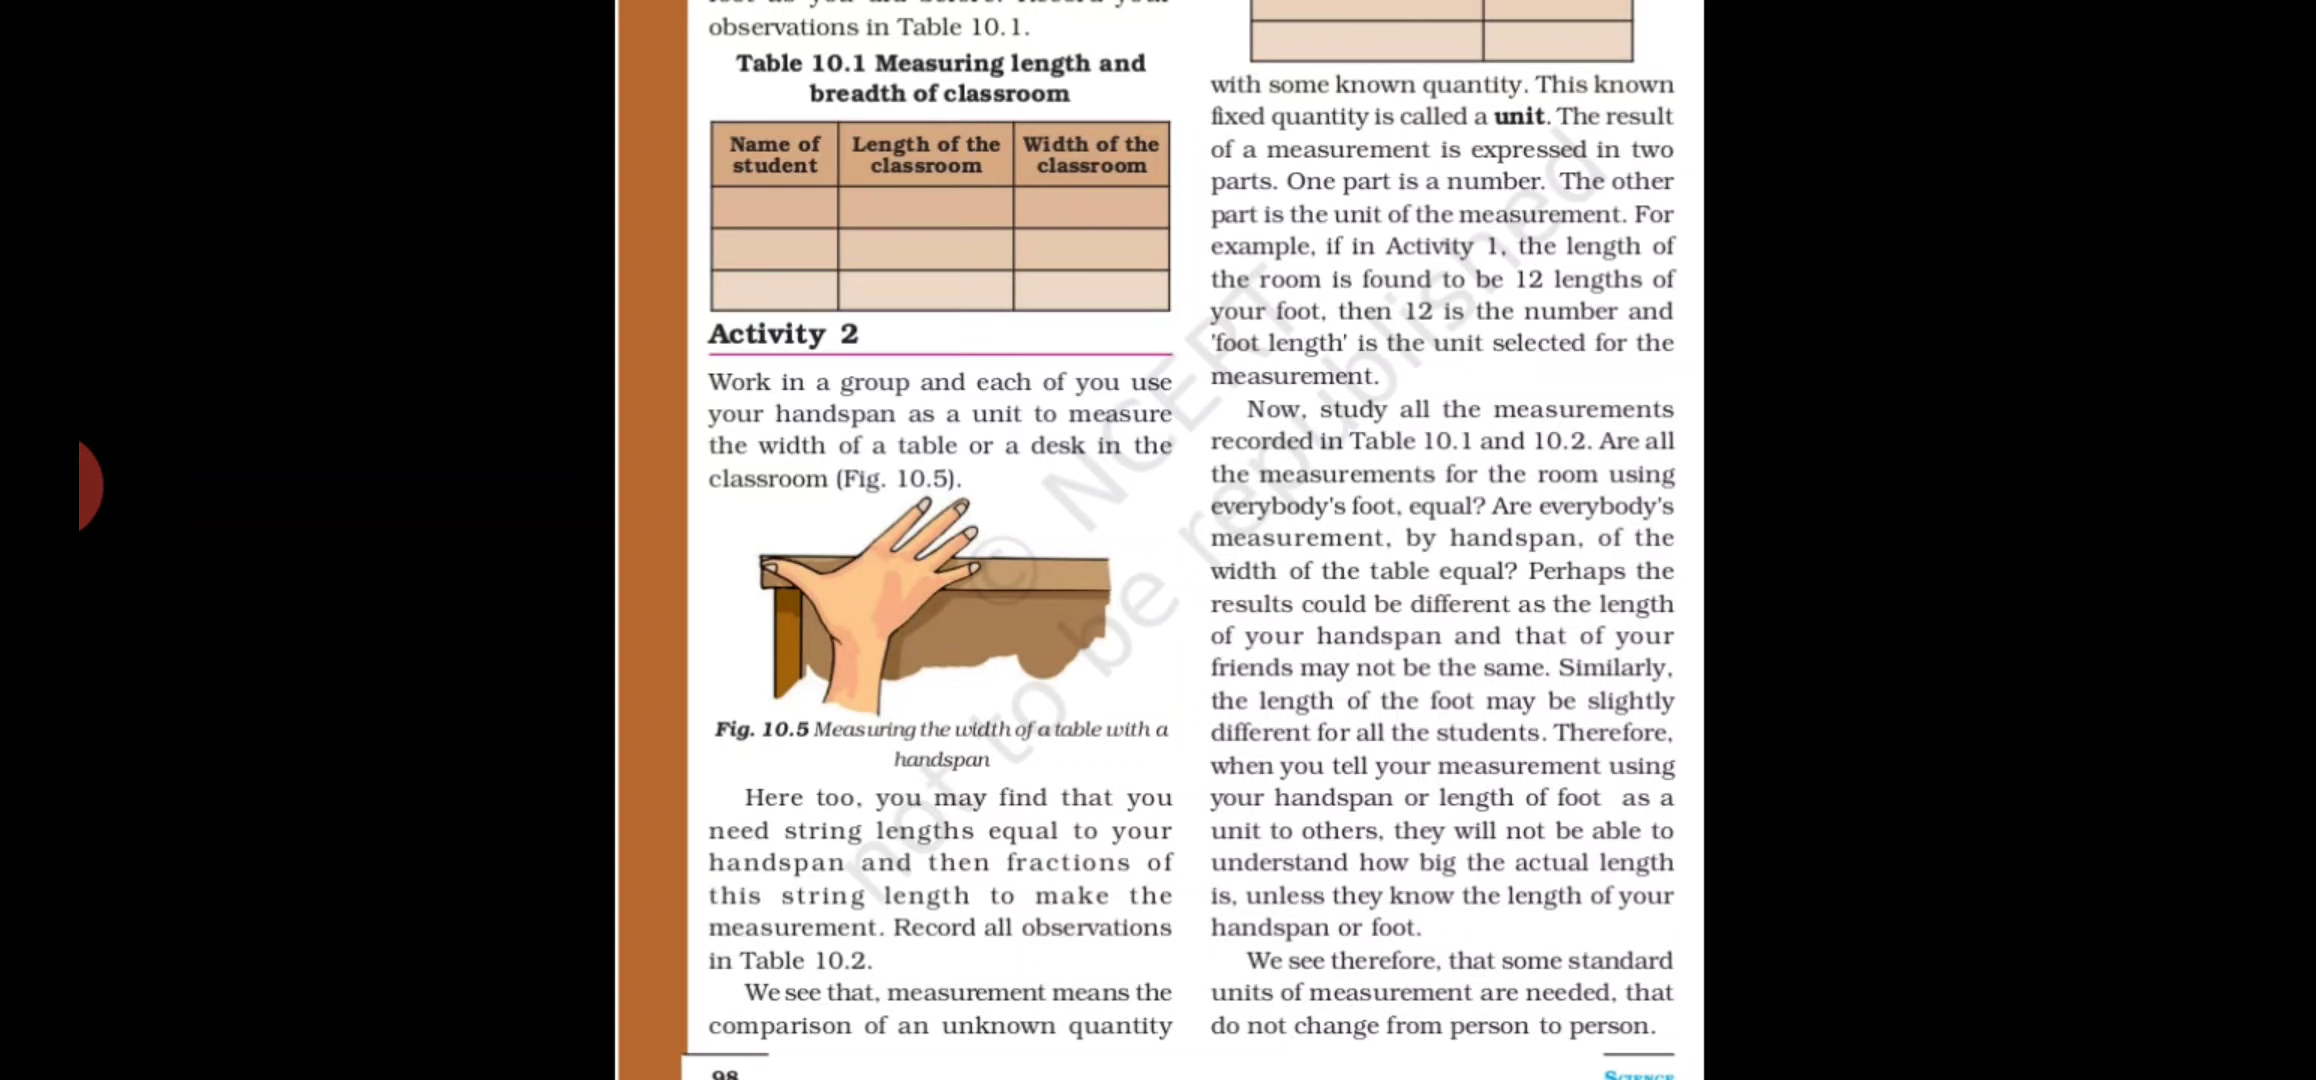 observations in Table 10.1.
Table 10.1 Measuring length and
breadth of classroom
Name of
student
Length of the
classroom
Width of the
classroom
Activity 2
Work in a group and each of you use
your handspan as a unit to measure
the width of a table or a desk in the
classroom (Fig. 10.5).
Fig. 10.5 Measuring the width of a table with a
handspan
Here too, you may find that you
need string lengths equal to your
handspan and then fractions of
this string length to make the
measurement. Record all observations
in Table 10.2.
We see that, measurement means the
comparison of an unknown quantity
98
with some known quantity. This known
fixed quantity is called a unit. The result
of a measurement is expressed in two
parts. One part is a number. The other
part is the unit of the measurement. For
example, if in Activity 1, the length of
the room is found to be 12 lengths of
your foot, then 12 is the number and
'foot length' is the unit selected for the
measurement.
Now, study all the measurements
recorded in Table 10.1 and 10.2. Are all
the measurements for the room using
everybody's foot, equal? Are everybody's
measurement, by handspan, of the
width of the table equal? Perhaps the
results could be different as the length
of your handspan and that of your
friends may not be the same. Similarly,
the length of the foot may be slightly
different for all the students. Therefore,
when you tell your measurement using
your handspan or length of foot as a
unit to others, they will not be able to
understand how big the actual length
is, unless they know the length of your
handspan or foot.
We see therefore, that some standard
units of measurement are needed, that
do not change from person to person.
SCIENCE
© NCERT
not to be republished